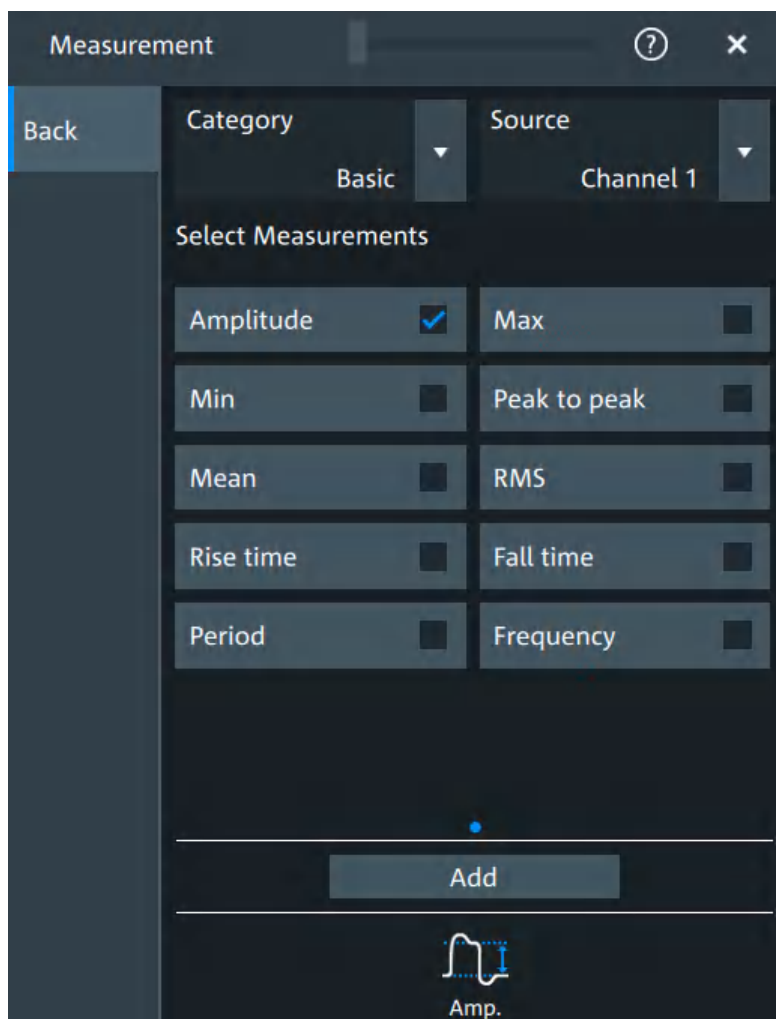 Measurement
Back
Category
Source
Basic
Channel 1
Select Measurements
Amplitude
Max
Min
Peak to peak
Mean
RMS
Rise time
Fall time
Period
Frequency
Add
Amp.